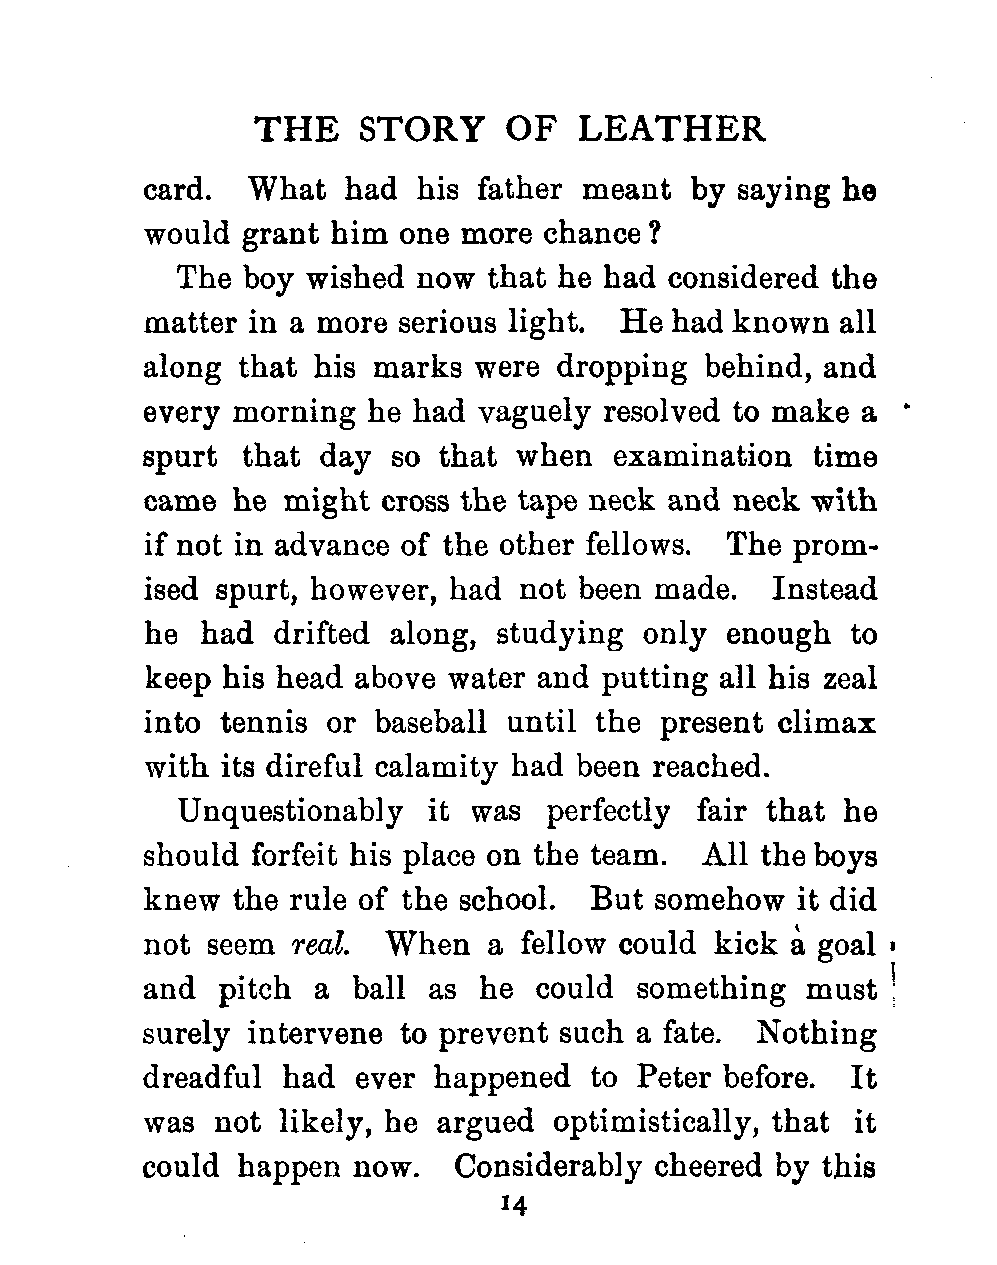 THE STORY OF LEATHER
card. What had his father meant by saying he
would grant him one more chance?
The boy wished now that he had considered the
matter in a more serious light. He had known all
along that his marks were dropping behind, and
every morning he had vaguely resolved to make a
spurt that day so that when examination time
came he might cross the tape neck and neck with
if not in advance of the other fellows. The prom-
ised spurt, however, had not been made. Instead
he had drifted along, studying only enough to
keep his head above water and putting all his zeal
into tennis or baseball until the present climax
with its direful calamity had been reached.
Unquestionably it was perfectly fair that he
should forfeit his place on the team. All the boys
knew the rule of the school. But somehow it did
not seem real. When a fellow could kick a goal
and pitch a ball as he could something must
surely intervene to prevent such a fate. Nothing
dreadful had ever happened to Peter before. It
was not likely, he argued optimistically, that it
could happen now. Considerably cheered by this
14